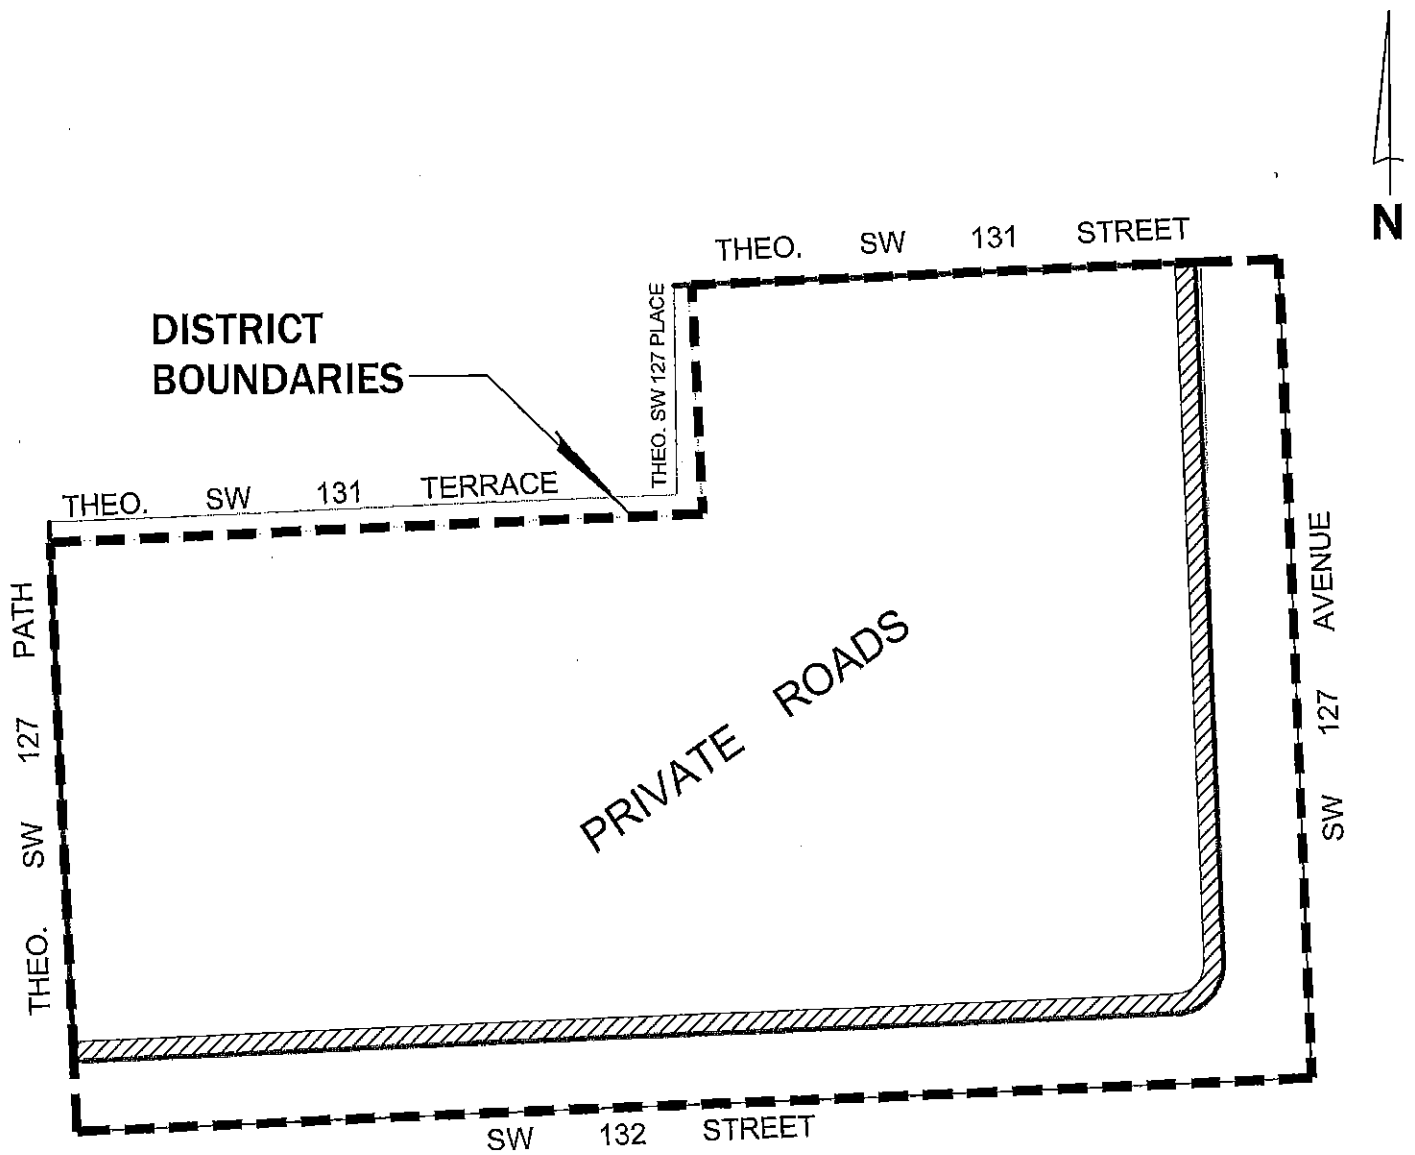 N
THEO. SW 131 STREET
THEO. SW 127 PLACE
DISTRICT
BOUNDARIES
THEO. SW 131 TERRACE
THEO. SW 127 PATH
PRIVATE ROADS
SW 127 AVENUE
SW 132 STREET